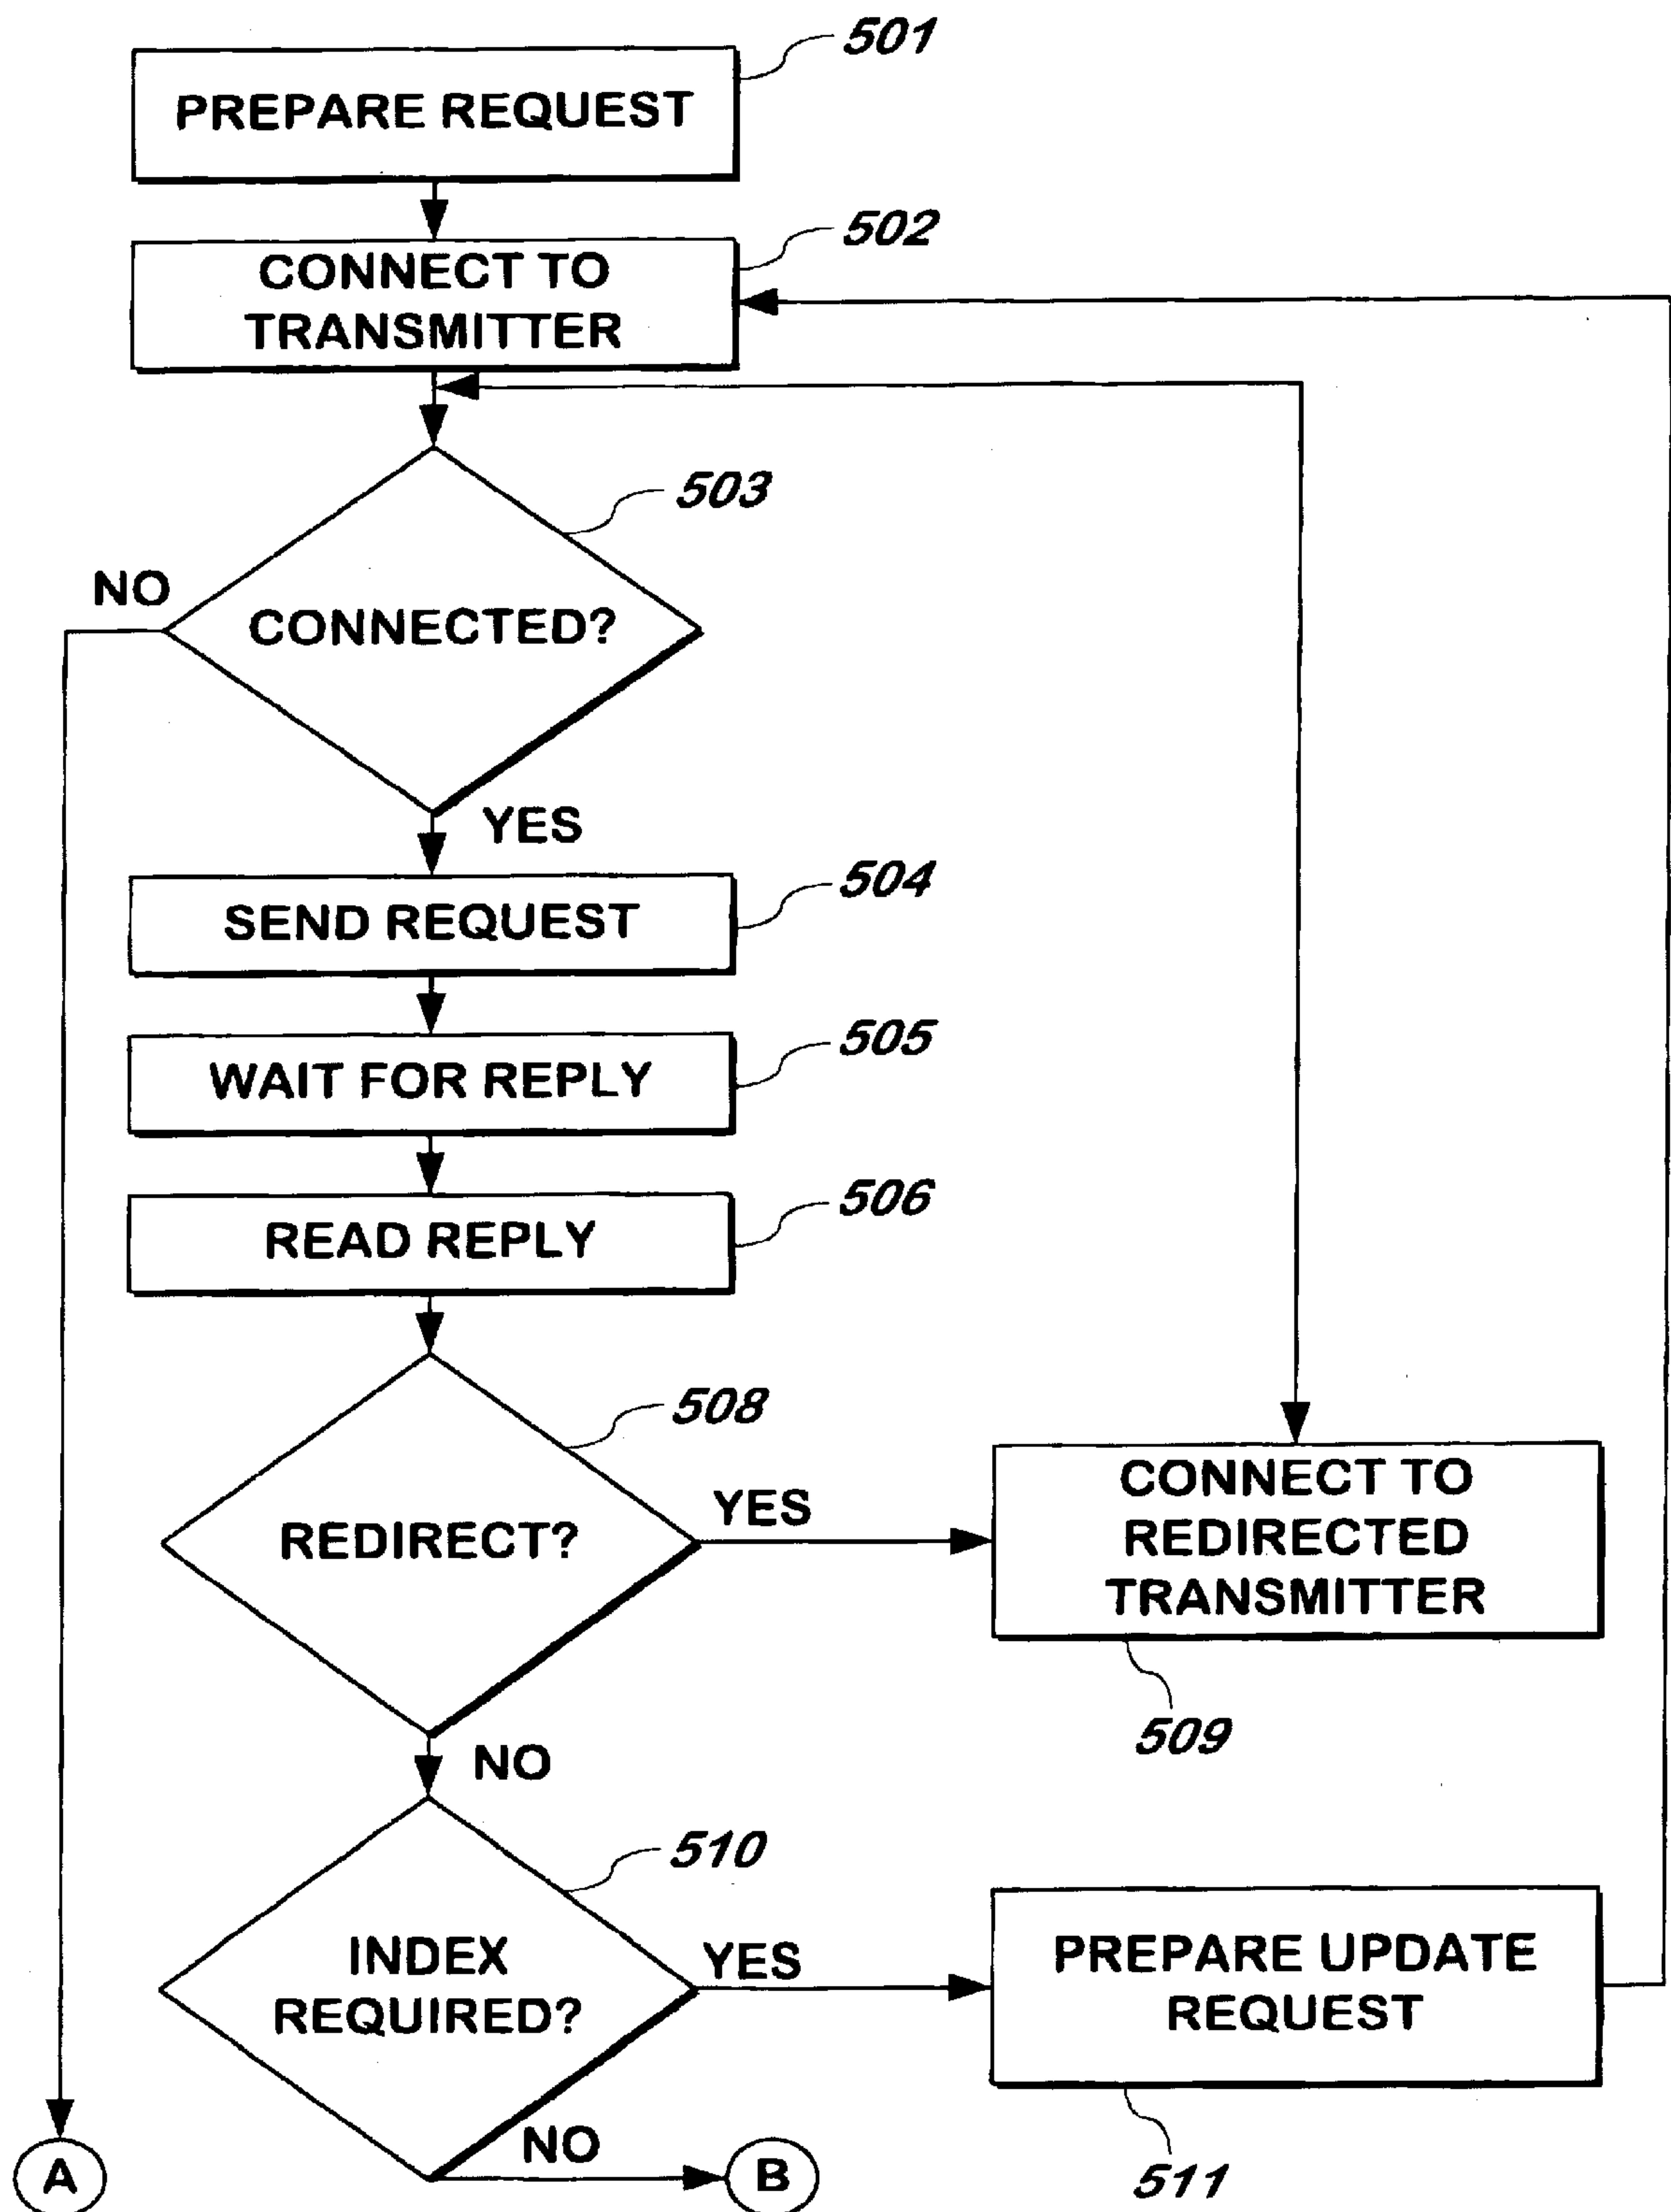 501
PREPARE REQUEST
502
CONNECT TO
TRANSMITTER
503
NO
CONNECTED?
YES
504
SEND REQUEST
505
WAIT FOR REPLY
506
READ REPLY
508
REDIRECT?
YES
CONNECT TO
REDIRECTED
TRANSMITTER
509
NO
510
INDEX
REQUIRED?
YES
PREPARE UPDATE
REQUEST
511
NO
A
B